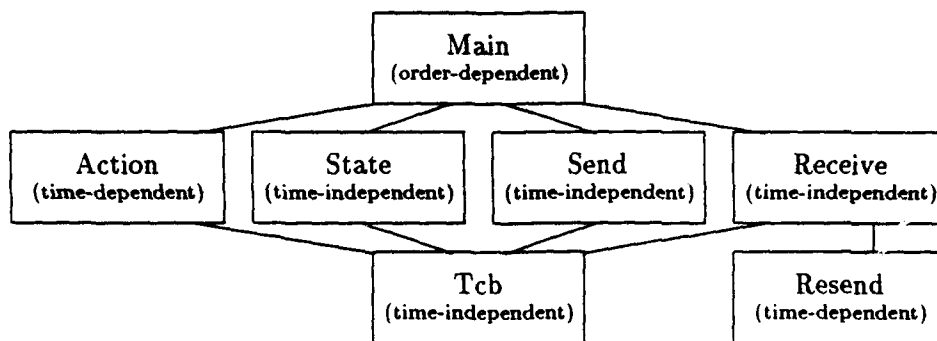 Main
(order-dependent)
Action
(time-dependent)
State
(time-independent)
Send
(time-independent)
Receive
(time-independent)
Tcb
(time-independent)
Resend
(time-dependent)